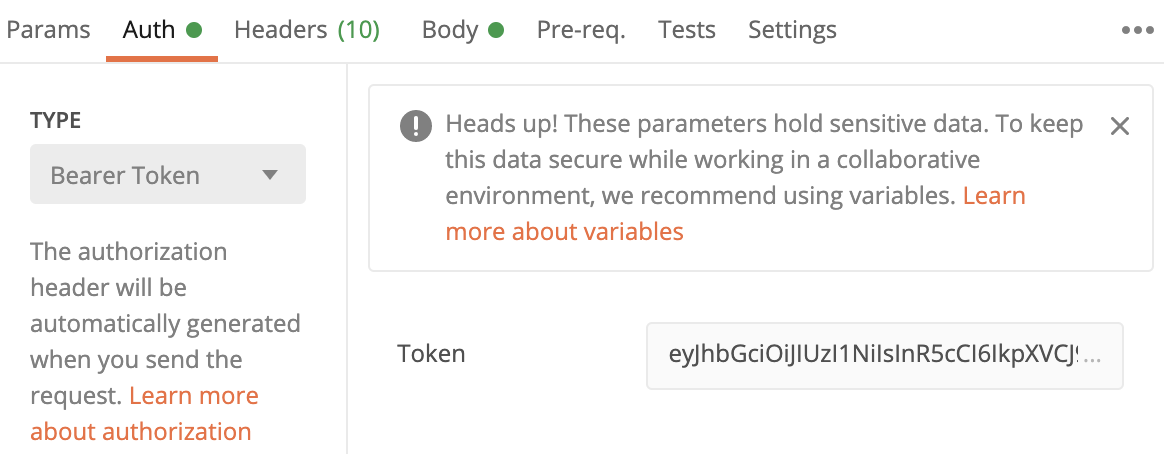 Params Auth Headers (10) Body Pre-req. Tests Settings
TYPE
Bearer Token
The authorization
header will be
automatically generated
when you send the
request. Learn more
about authorization
Heads up! These parameters hold sensitive data. To keep
this data secure while working in a collaborative
environment, we recommend using variables. Learn
more about variables
Token
eyJhbGciOiJIUzI1NiIsInR5cCI6IkpXVCJ9...